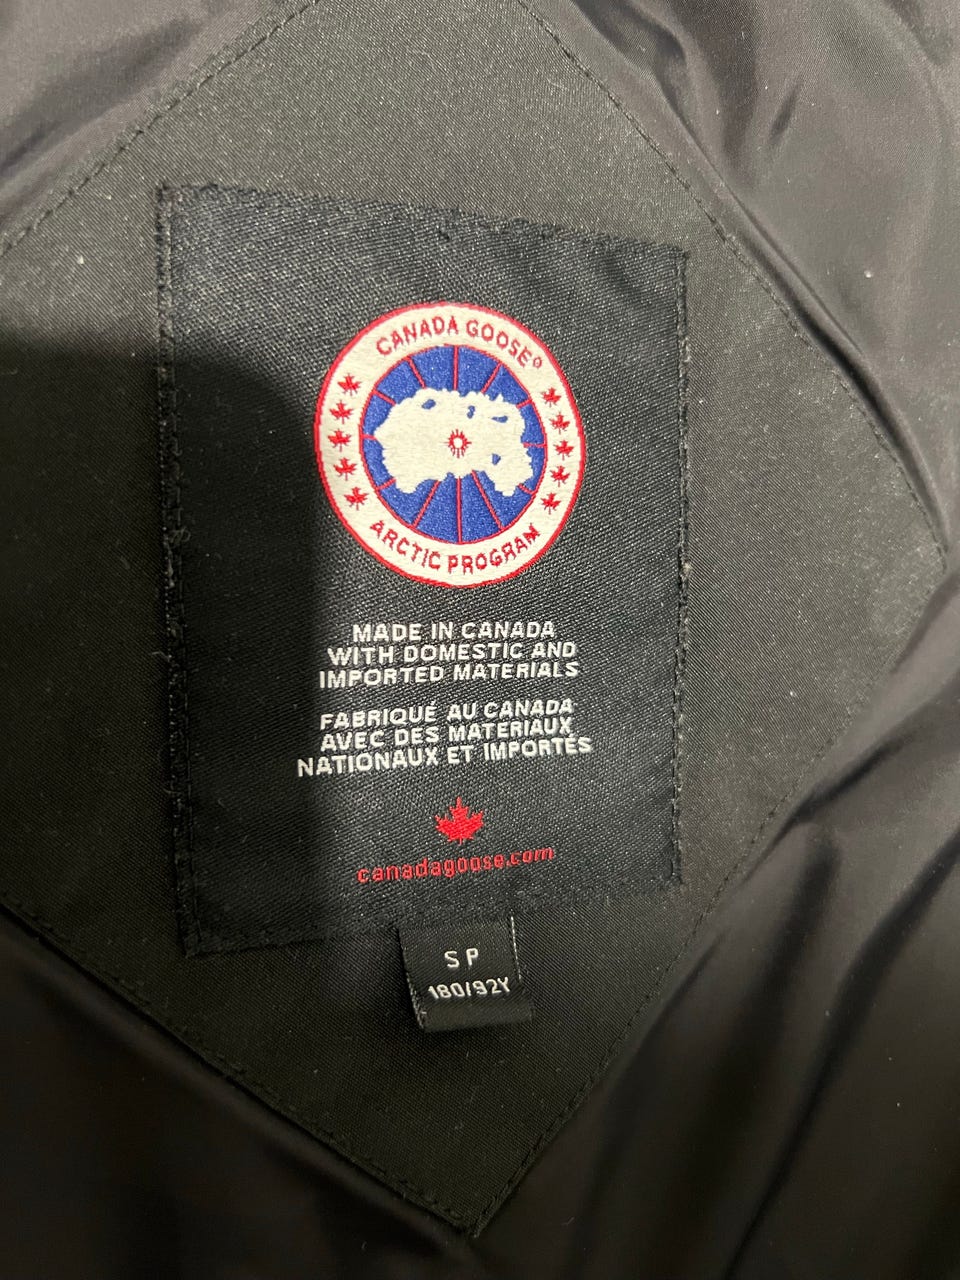 CANADA GOOSE®
ARCTIC PROGRAM
MADE IN CANADA
WITH DOMESTIC AND
IMPORTED MATERIALS
FABRIQUÉ AU CANADA
AVEC DES MATERIAUX
NATIONAUX ET IMPORTÉS
canadagoose.com
S P
180/92Y